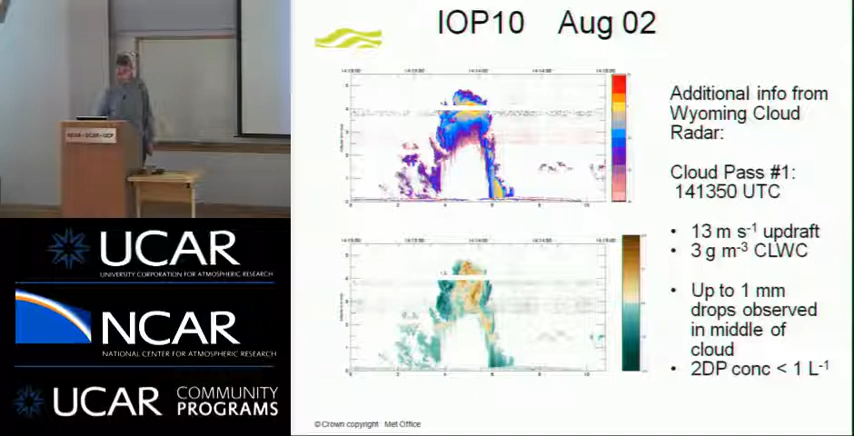 IOP10 Aug 02
Additional info from
Wyoming Cloud
Radar:
Cloud Pass #1:
141350 UTC
• 13 m s-1 updraft
• 3 g m-3 CLWC
• Up to 1 mm
drops observed
in middle of
cloud
• 2DP conc < 1 L-1
© Crown copyright Met Office
UCAR
UNIVERSITY CORPORATION FOR ATMOSPHERIC RESEARCH
NCAR
NATIONAL CENTER FOR ATMOSPHERIC RESEARCH
UCAR COMMUNITY
PROGRAMS